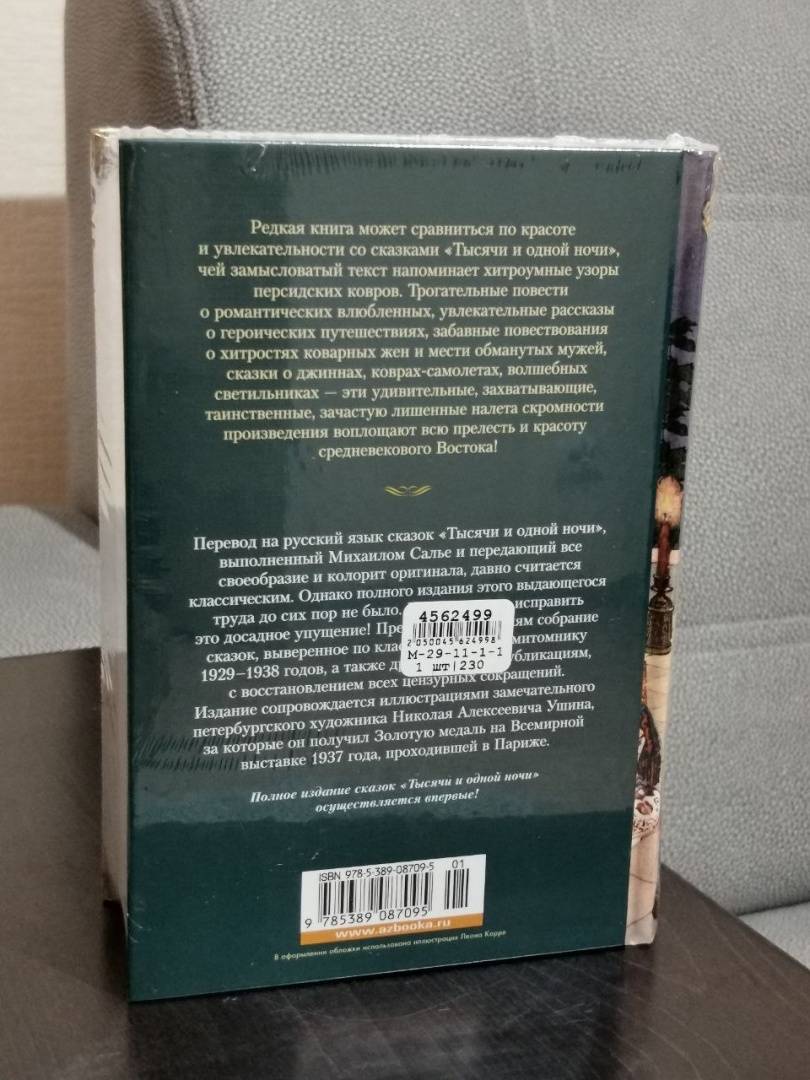 Редкая книга может сравниться по красоте
и увлекательности со сказками «Тысячи и одной ночи»,
чей замысловатый текст напоминает хитроумные узоры
персидских ковров. Трогательные повести
о романтических влюбленных, увлекательные рассказы
о героических путешествиях, забавные повествования
о хитростях коварных жен и мести обманутых мужей,
сказки о джиннах, коврах-самолетах, волшебных
светильниках — эти удивительные, захватывающие,
таинственные, зачастую лишенные налета скромности
произведения воплощают всю прелесть и красоту
средневекового Востока!
Перевод на русский язык сказок «Тысячи и одной ночи»,
выполненный Михаилом Салье и передающий все
своеобразие и колорит оригинала, давно считается
классическим. Однако полного издания этого выдающегося
труда до сих пор не было. исправить
это досадное упущение! собрание
сказок, выверенное по
1929–1938 годов, а также
с восстановлением всех цензурных сокращений.
Издание сопровождается иллюстрациями замечательного
петербургского художника Николая Алексеевича Ушина,
за которые он получил Золотую медаль на Всемирной
выставке 1937 года, проходившей в Париже.
Полное издание сказок «Тысячи и одной ночи»
осуществляется впервые!
4562499
2 050045 624998
М-29-11-1-1
1 шт|230
ISBN 978-5-389-08709-5 01
9 785389 087095
www.azbooka.ru
В оформлении обложки использована иллюстрация Леона Карре